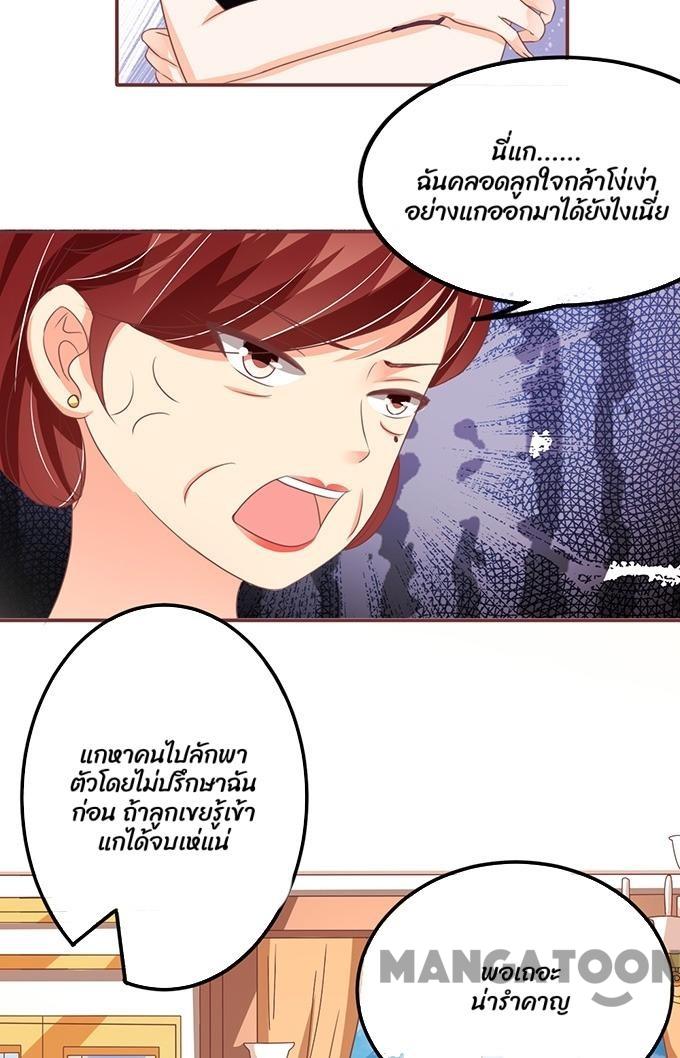 นี่แก......
ฉันคลอดลูกใจกล้าโง่เง่า
อย่างแกออกมาได้ยังไงเนี่ย
แกหาคนไปลักพา
ตัวโดยไม่ปรึกษาฉัน
ก่อน ถ้าลูกเขยรู้เข้า
แกได้จบเห่แน่
MANGATOON
พอเถอะ
น่ารำคาญ